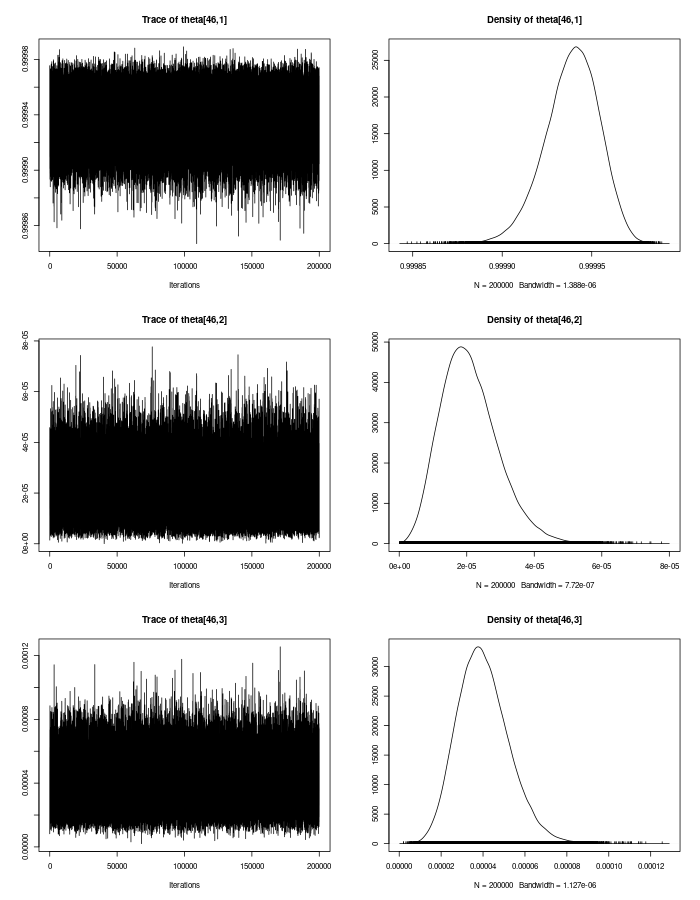 Trace of theta[46,1]
0.99986 0.99990 0.99994 0.99998
0 50000 100000 150000 200000
Iterations
Density of theta[46,1]
0 5000 10000 15000 20000 25000
0.99985 0.99990 0.99995
N = 200000 Bandwidth = 1.388e-06
Trace of theta[46,2]
0e+00 2e-05 4e-05 6e-05 8e-05
0 50000 100000 150000 200000
Iterations
Density of theta[46,2]
0 10000 20000 30000 40000 50000
0e+00 2e-05 4e-05 6e-05 8e-05
N = 200000 Bandwidth = 7.72e-07
Trace of theta[46,3]
0.00000 0.00004 0.00008 0.00012
0 50000 100000 150000 200000
Iterations
Density of theta[46,3]
0 5000 10000 15000 20000 25000 30000
0.00000 0.00002 0.00004 0.00006 0.00008 0.00010 0.00012
N = 200000 Bandwidth = 1.127e-06